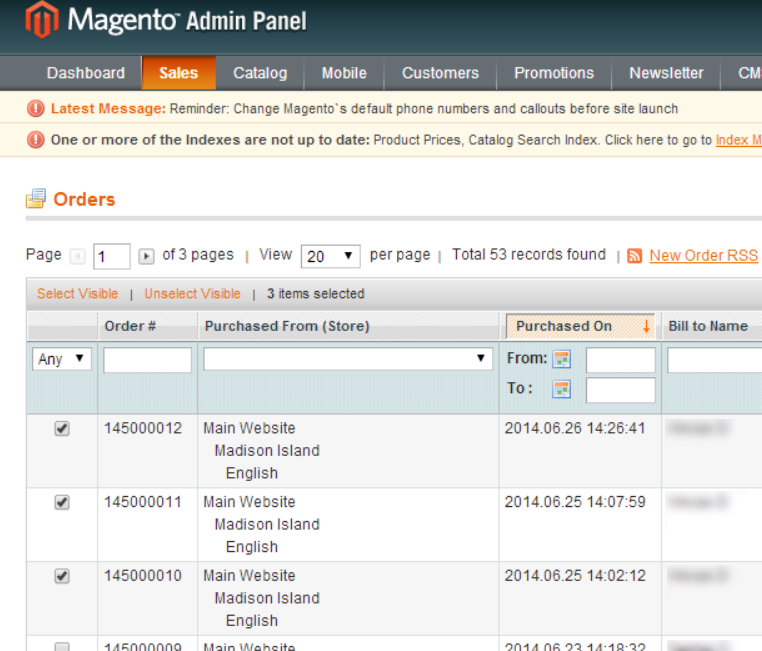 Magento™ Admin Panel
Dashboard Sales Catalog Mobile Customers Promotions Newsletter CM
Latest Message: Reminder: Change Magento`s default phone numbers and callouts before site launch
One or more of the Indexes are not up to date: Product Prices, Catalog Search Index. Click here to go to Index M
Orders
Page 1 of 3 pages | View 20 per page | Total 53 records found | New Order RSS
Select Visible | Unselect Visible | 3 items selected
Order # Purchased From (Store) Purchased On Bill to Name
Any From:
To :
145000012 Main Website 2014.06.26 14:26:41
Madison Island
English
145000011 Main Website 2014.06.25 14:07:59
Madison Island
English
145000010 Main Website 2014.06.25 14:02:12
Madison Island
English
145000009 Main Website 2014.06.23 14:18:32